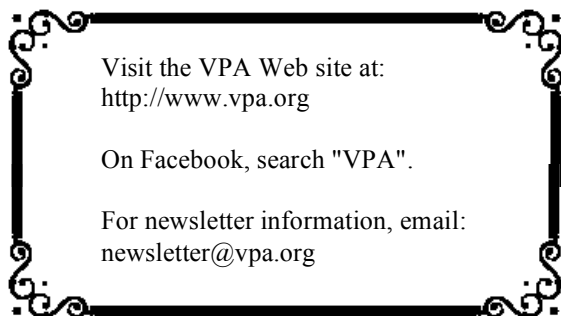 Visit the VPA Web site at:
http://www.vpa.org
On Facebook, search "VPA".
For newsletter information, email:
newsletter@vpa.org